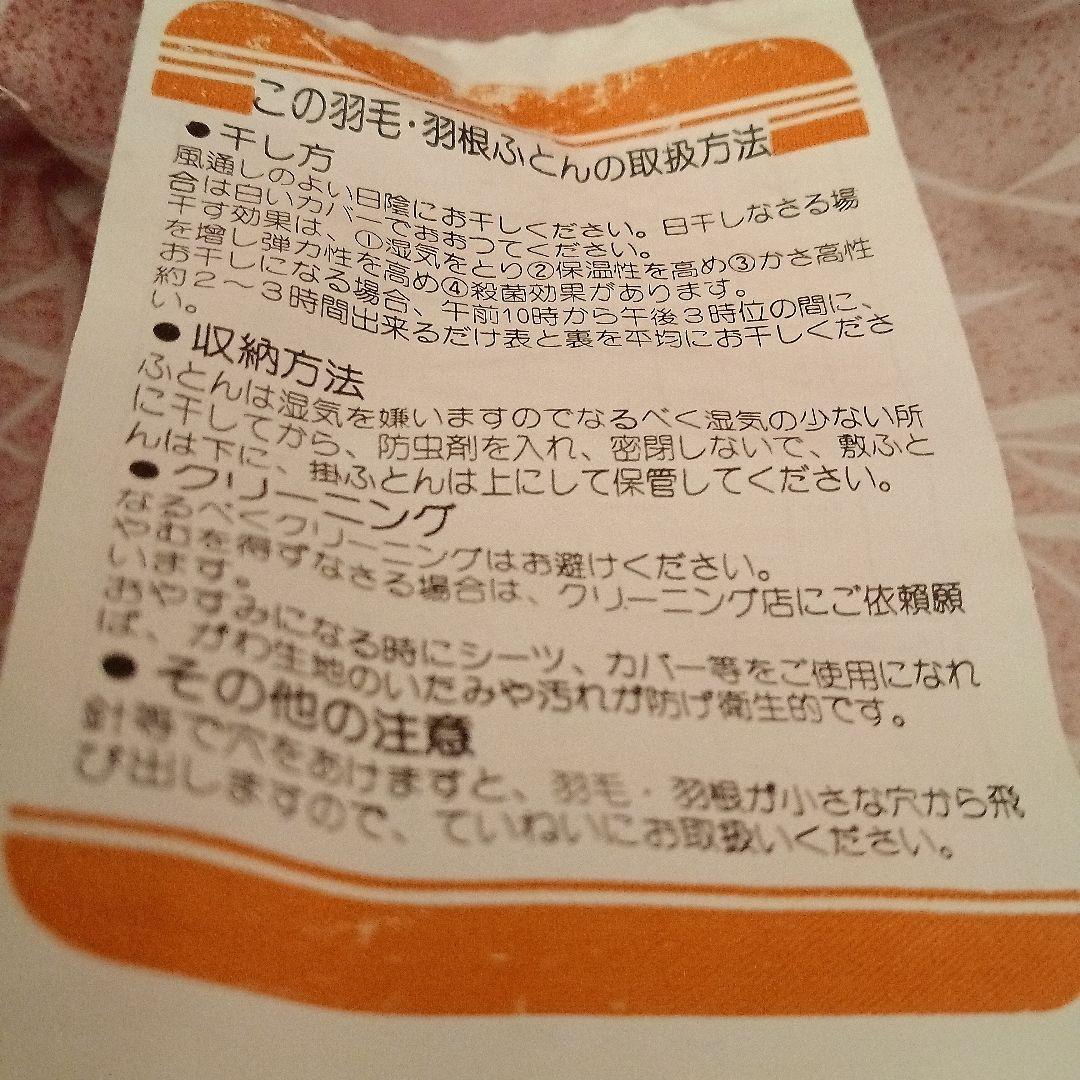 この羽毛・羽根ふとんの取扱方法
●干し方
風通しのよい日陰にお干しください。日干しなさる場
合は白いカバーでおおつてください。
干す効果は、①湿気をとり②保温性を高め③かさ高性
を増し弾力性を高め④殺菌効果があります。
お干しになる場合、午前10時から午後3時位の間に、
約2～3時間出来るだけ表と裏を平均にお干しくださ
い。
●収納方法
ふとんは湿気を嫌いますのでなるべく湿気の少ない所
に干してから、防虫剤を入れ、密閉しないで、敷ふと
んは下に、掛ふとんは上にして保管してください。
●クリーニング
なるべくクリーニングはお避けください。
やむを得ずなさる場合は、クリーニング店にご依頼願
います。
おやすみになる時にシーツ、カバー等をご使用になれ
ば、がわ生地のいたみや汚れが防げ衛生的です。
●その他の注意
針等で穴をあけますと、羽毛・羽根が小さな穴から飛
び出しますので、ていねいにお取扱いください。